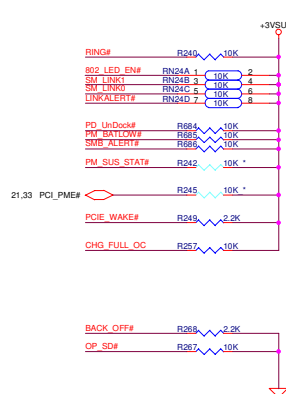 +3VSU
RING# R240 10K
802_LED_EN# RN24A 1 10K 2
SM_LINK1 RN24B 3 10K 4
SM_LINK0 RN24C 5 10K 6
LINKALERT# RN24D 7 10K 8
PD_UnDock# R684 10K
PM_BATLOW# R685 10K
SMB_ALERT# R686 10K
PM_SUS_STAT# R242 10K *
21,33 PCI_PME# R245 10K_*
PCIE_WAKE# R249 2.2K
CHG_FULL_OC R257 10K
BACK_OFF# R268 2.2K
OP_SD# R267 10K